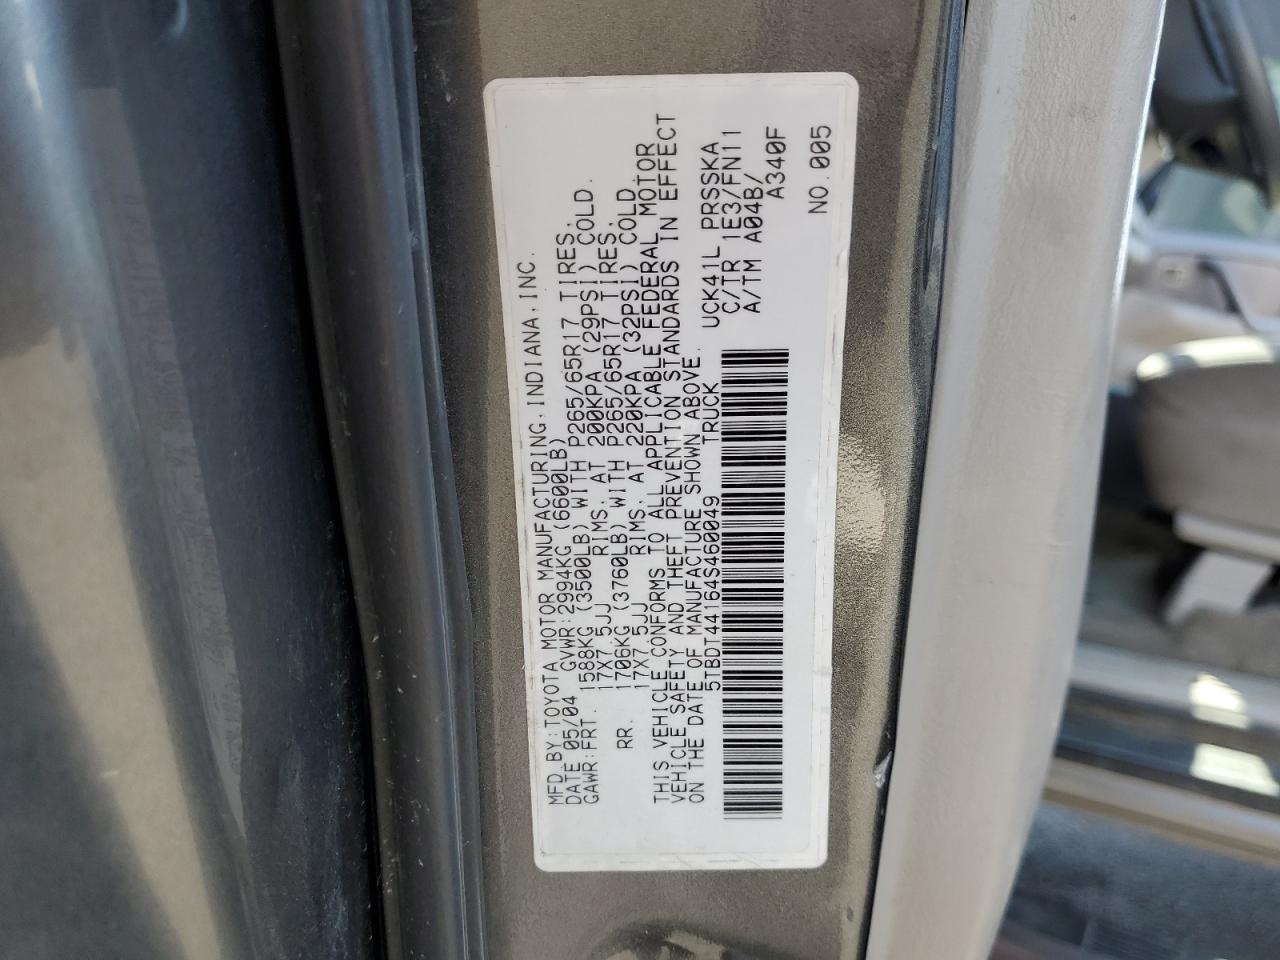 MFD BY:TOYOTA MOTOR MANUFACTURING,INDIANA,INC.
DATE 05/04 GVWR:2994KG (6600LB)
GAWR:FRT. 1588KG (3500LB) WITH P265/65R17 TIRES,
17X7.5JJ RIMS, AT 200KPA (29PSI) COLD.
RR. 1706KG (3760LB) WITH P265/65R17 TIRES,
17X7.5JJ RIMS, AT 220KPA (32PSI) COLD
THIS VEHICLE CONFORMS TO ALL APPLICABLE FEDERAL MOTOR
VEHICLE SAFETY AND THEFT PREVENTION STANDARDS IN EFFECT
ON THE DATE OF MANUFACTURE SHOWN ABOVE.
5TBDT44164S460049 TRUCK
UCK41L PRSSKA
C/TR 1E3/FN11
A/TM A04B/
A340F
NO.005